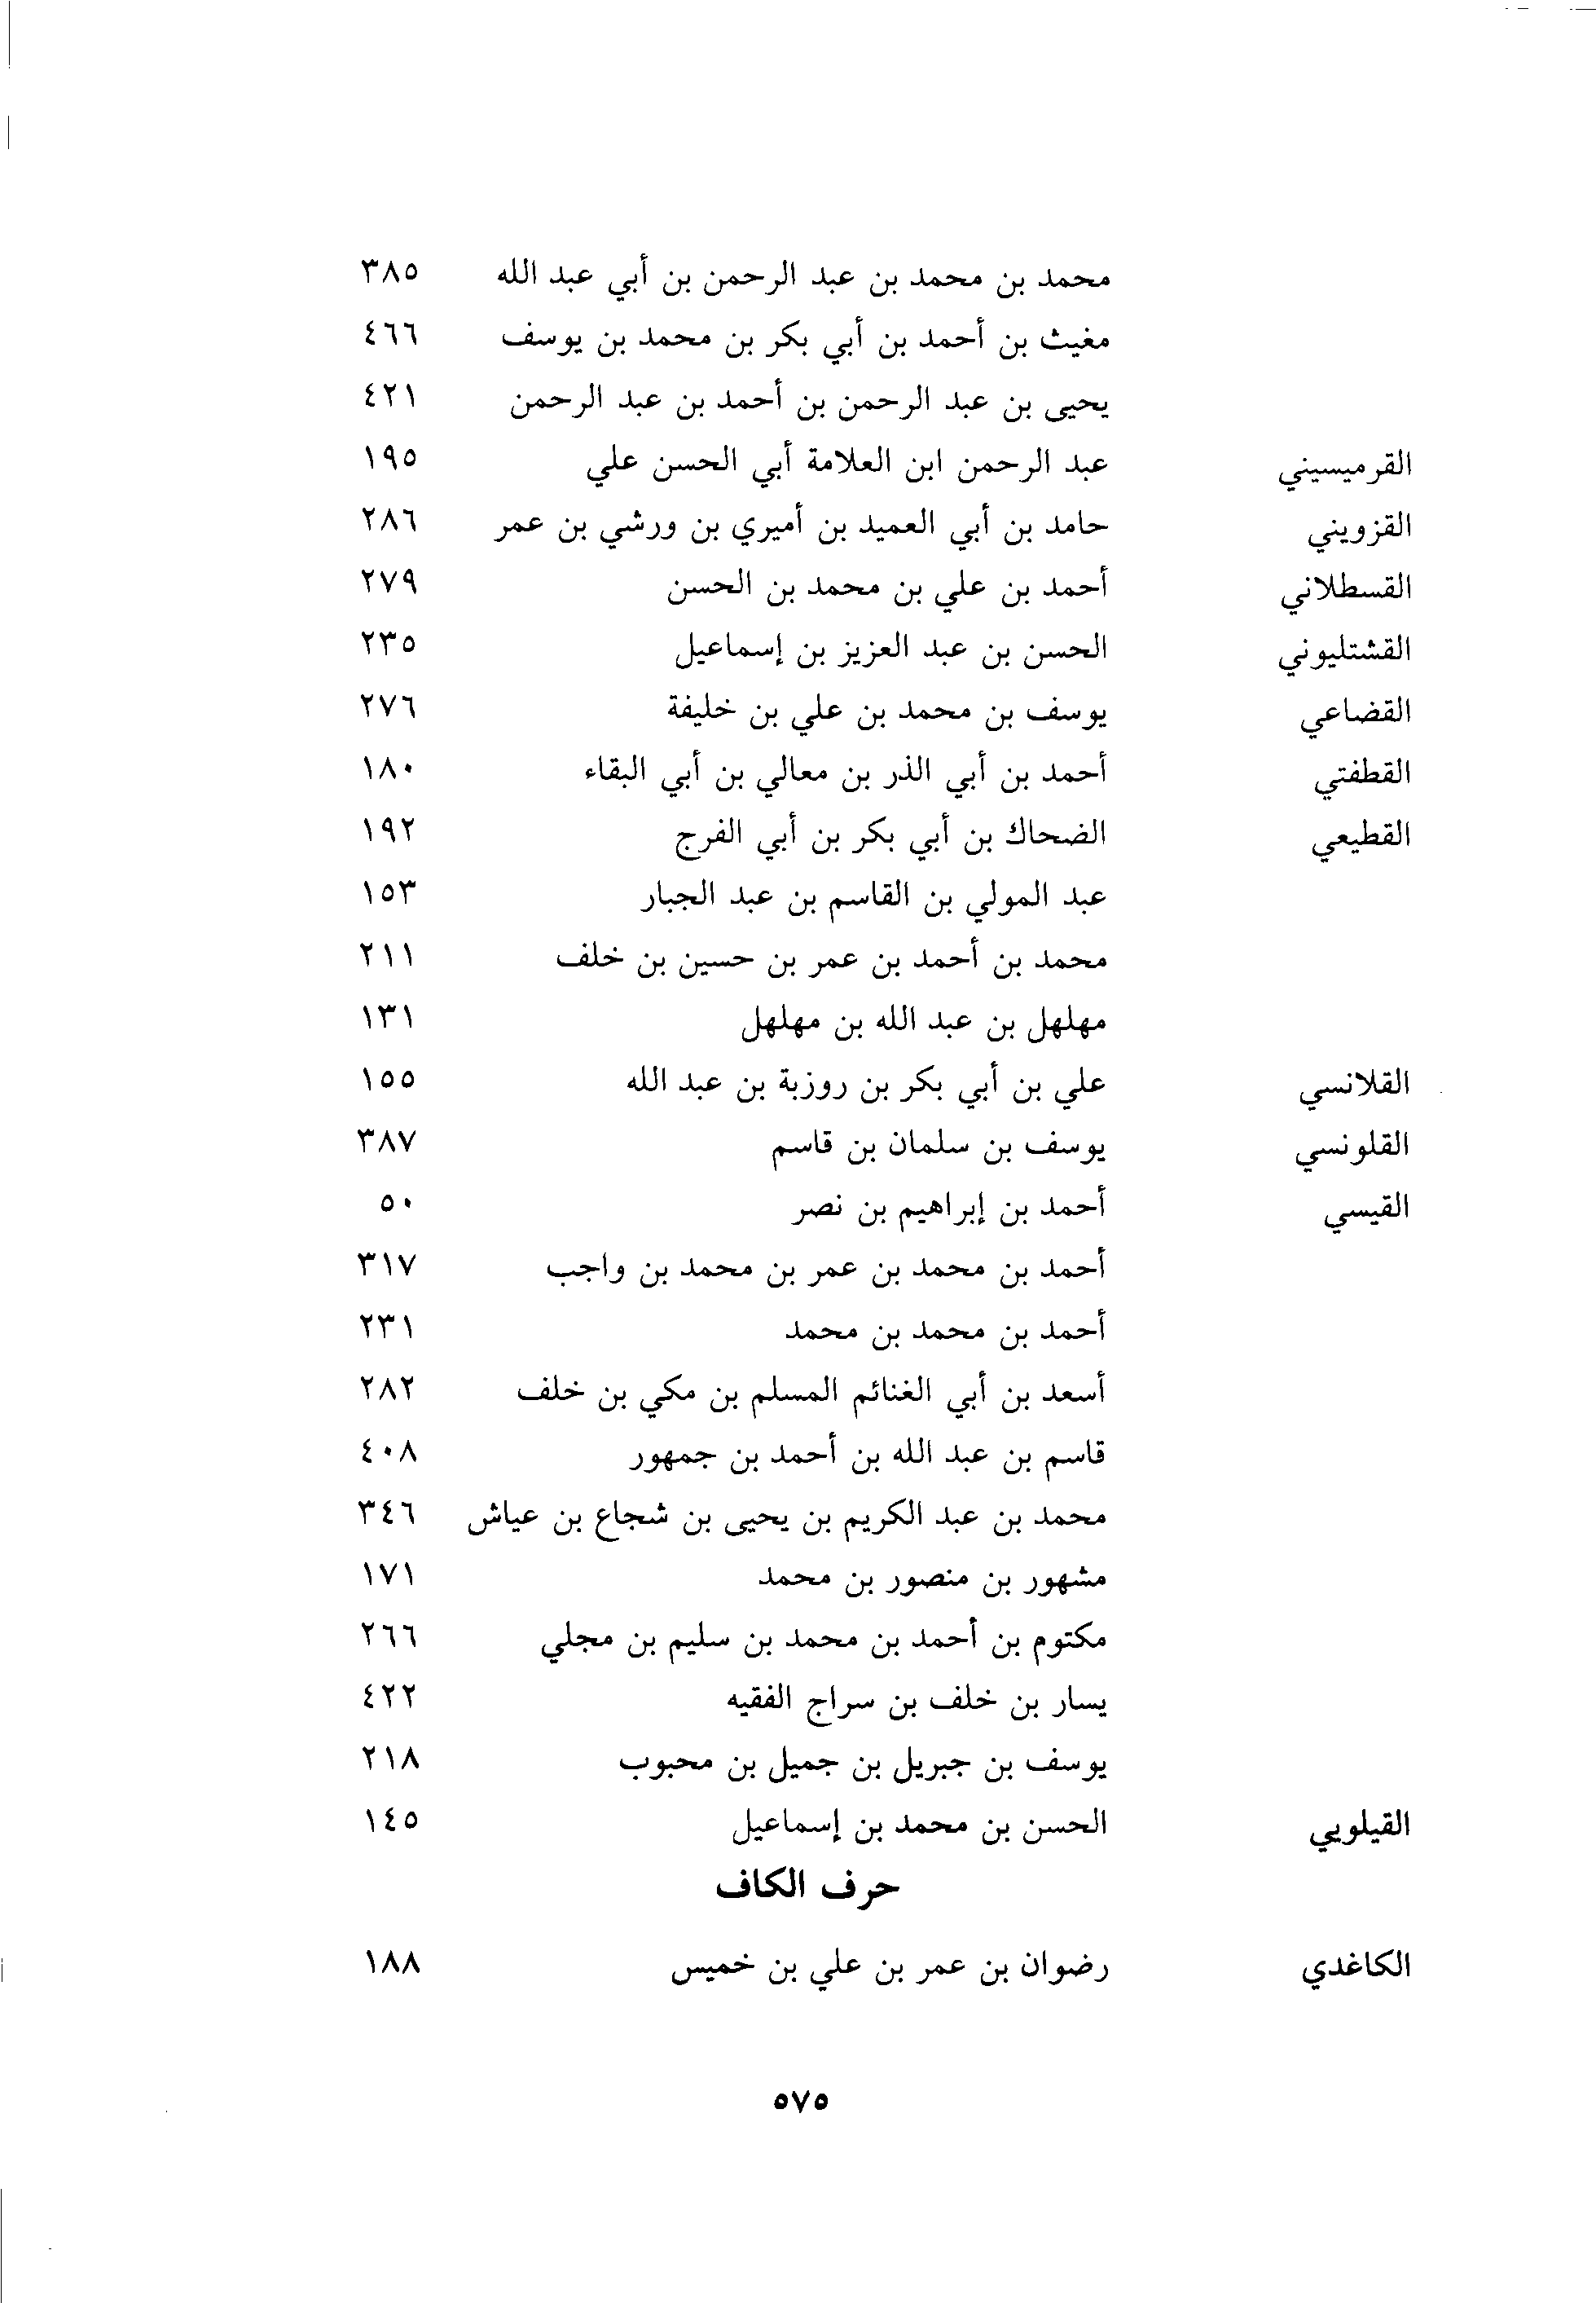 محمد بن محمد بن عبد الرحمن بن أبي عبد الله ٣٨٥
مغيث بن أحمد بن أبي بكر بن محمد بن يوسف ٤٦٦
يحيى بن عبد الرحمن بن أحمد بن عبد الرحمن ٤٢١
القرميسيني عبد الرحمن ابن العلامة أبي الحسن علي ١٩٥
القزويني حامد بن أبي العميد بن أميري بن ورشي بن عمر ٢٨٦
القسطلاني أحمد بن علي بن محمد بن الحسن ٢٧٩
القشتليوني الحسن بن عبد العزيز بن إسماعيل ٢٣٥
القضاعي يوسف بن محمد بن علي بن خليفة ٢٧٦
القطفتي أحمد بن أبي الذر بن معالي بن أبي البقاء ١٨٠
القطيعي الضحاك بن أبي بكر بن أبي الفرج ١٩٢
عبد المولي بن القاسم بن عبد الجبار ١٥٣
محمد بن أحمد بن عمر بن حسين بن خلف ٢١١
مهلهل بن عبد الله بن مهلهل ١٣١
القلانسي علي بن أبي بكر بن روزبة بن عبد الله ١٥٥
القلونسي يوسف بن سلمان بن قاسم ٣٨٧
القيسي أحمد بن إبراهيم بن نصر ٥٠
أحمد بن محمد بن عمر بن محمد بن واجب ٣١٧
أحمد بن محمد بن محمد ٢٣١
أسعد بن أبي الغنائم المسلم بن مكي بن خلف ٢٨٢
قاسم بن عبد الله بن أحمد بن جمهور ٤٠٨
محمد بن عبد الكريم بن يحيى بن شجاع بن عياش ٣٤٦
مشهور بن منصور بن محمد ١٧١
مكتوم بن أحمد بن محمد بن سليم بن مجلي ٢٦٦
يسار بن خلف بن سراج الفقيه ٤٢٢
يوسف بن جبريل بن جميل بن محبوب ٢١٨
القيلويي الحسن بن محمد بن إسماعيل ١٤٥
حرف الكاف
الكاغدي رضوان بن عمر بن علي بن خميس ١٨٨
٥٧٥